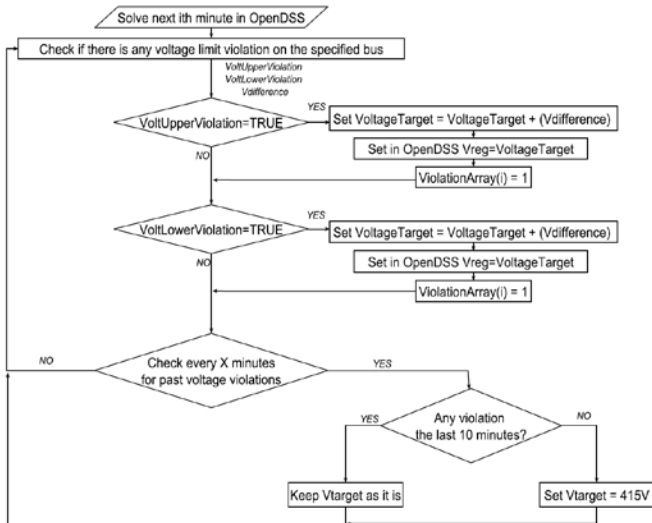 Solve next ith minute in OpenDSS
Check if there is any voltage limit violation on the specified bus
VoltUpperViolation
VoltLowerViolation
Vdifference
VoltUpperViolation=TRUE
YES
Set VoltageTarget = VoltageTarget + (Vdifference)
Set in OpenDSS Vreg=VoltageTarget
NO
ViolationArray(i) = 1
VoltLowerViolation=TRUE
YES
Set VoltageTarget = VoltageTarget + (Vdifference)
Set in OpenDSS Vreg=VoltageTarget
NO
ViolationArray(i) = 1
NO
Check every X minutes
for past voltage violations
YES
YES
Any violation
the last 10 minutes?
NO
Keep Vtarget as it is
Set Vtarget = 415V